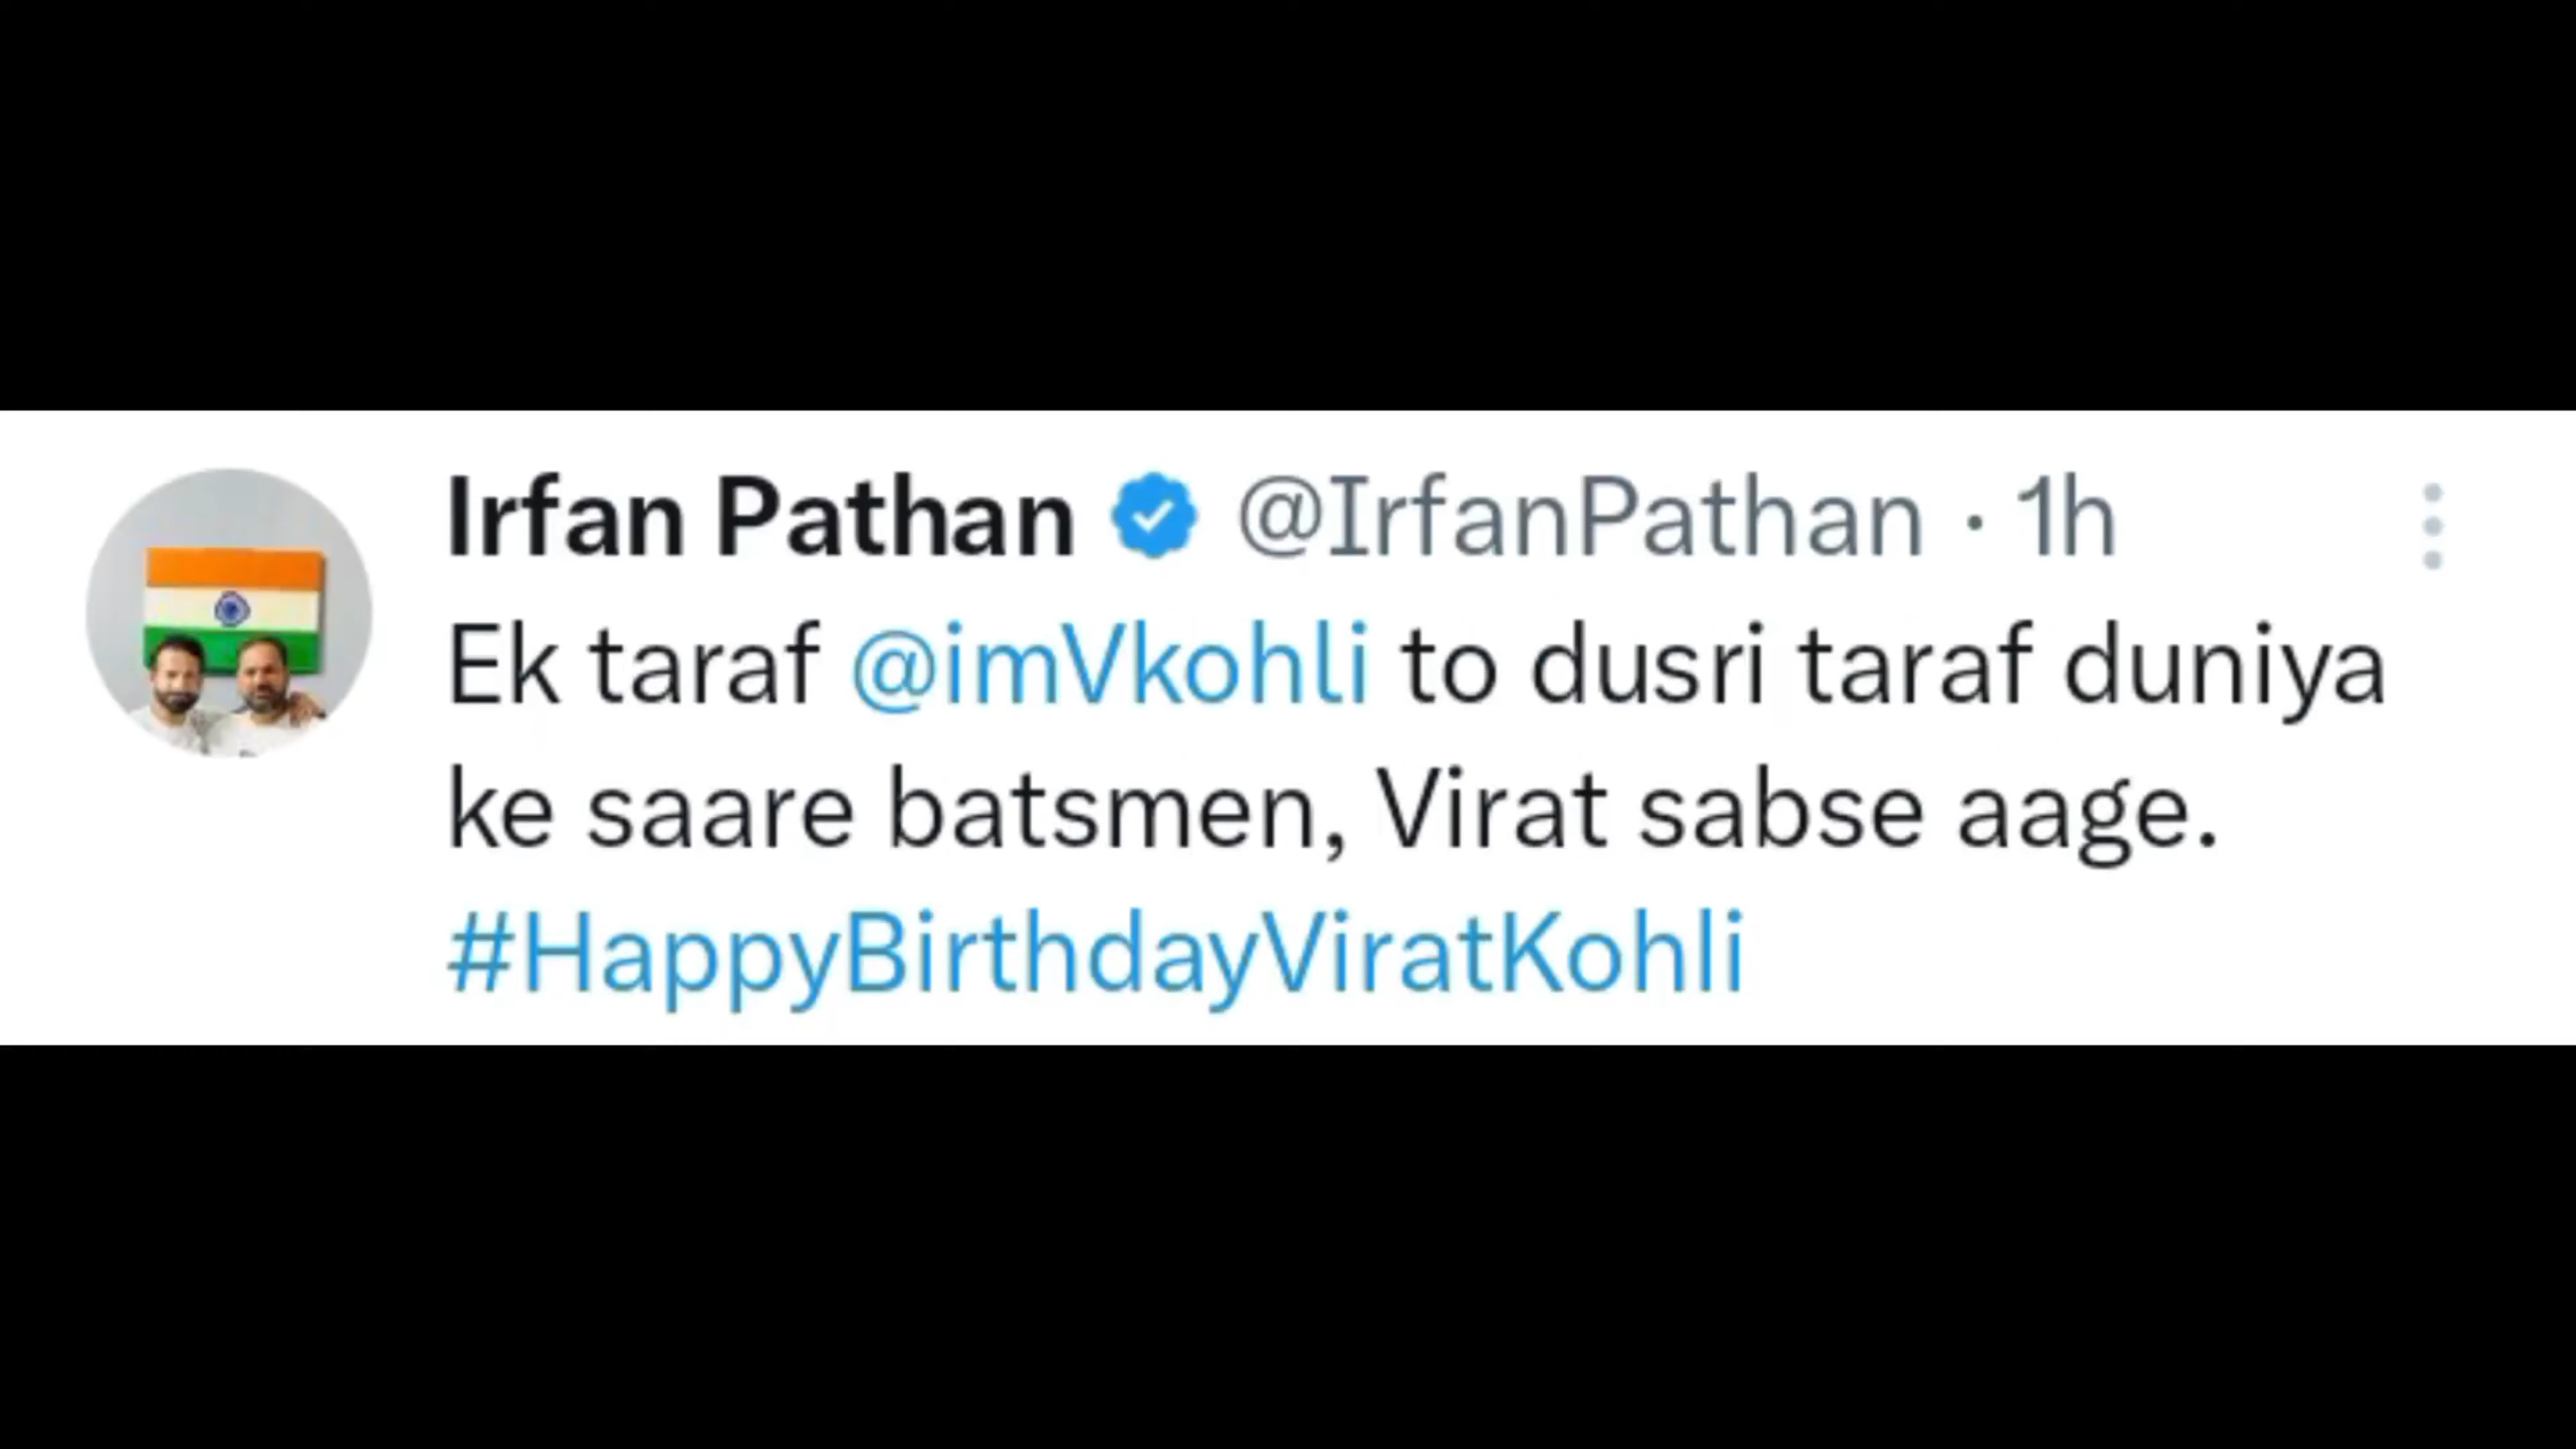 Irfan Pathan @IrfanPathan · 1h
Ek taraf @imVkohli to dusri taraf duniya
ke saare batsmen, Virat sabse aage.
#HappyBirthdayViratKohli